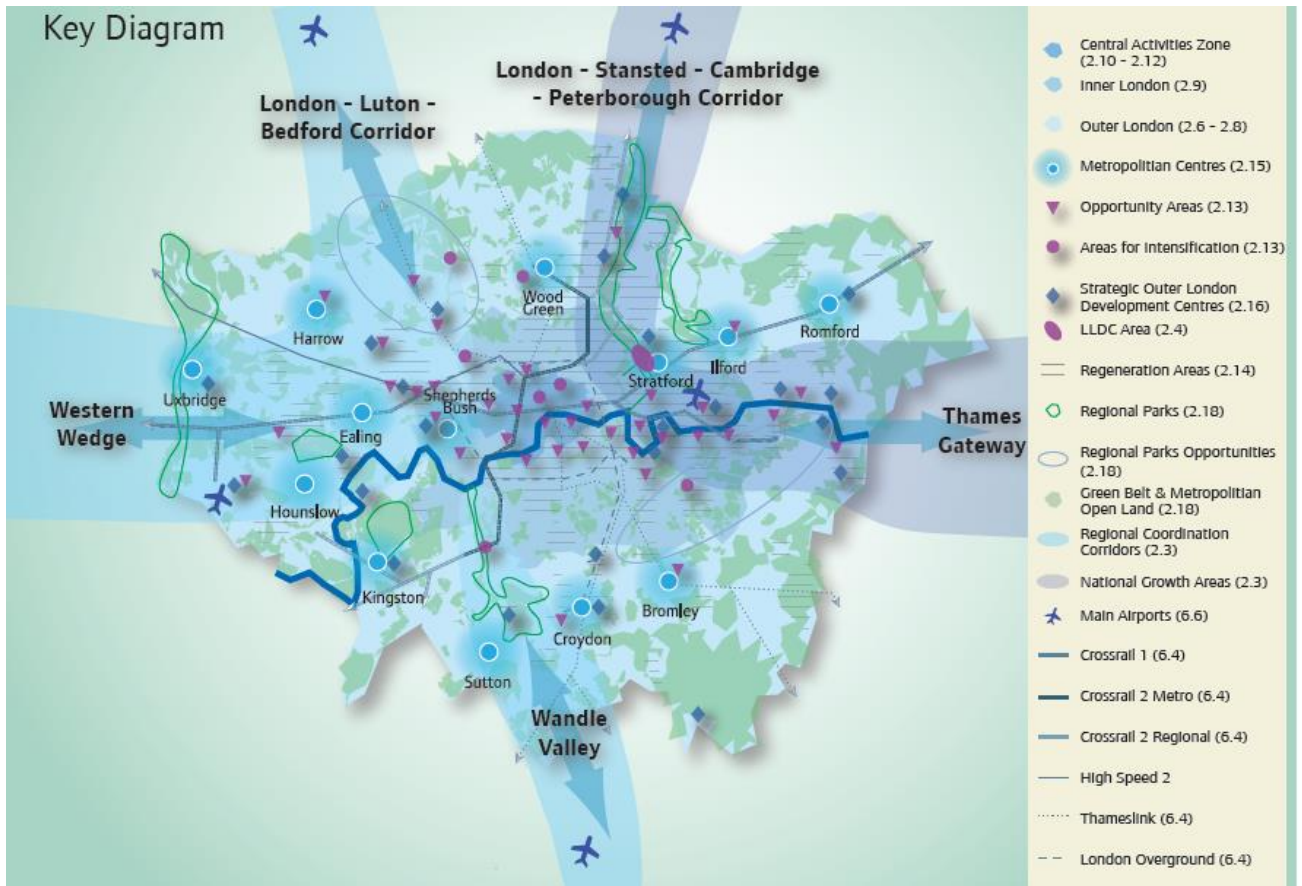 Key Diagram
London - Luton -
Bedford Corridor
London - Stansted - Cambridge
- Peterborough Corridor
Wood
Green
Harrow
Romford
Ilford
Stratford
Uxbridge
Shepherds
Bush
Western
Wedge
Ealing
Thames
Gateway
Hounslow
Kingston
Bromley
Croydon
Sutton
Wandle
Valley
Central Activities Zone
(2.10 - 2.12)
Inner London (2.9)
Outer London (2.6 - 2.8)
Metropolitian Centres (2.15)
Opportunity Areas (2.13)
Areas for Intensification (2.13)
Strategic Outer London
Development Centres (2.16)
LLDC Area (2.4)
Regeneration Areas (2.14)
Regional Parks (2.18)
Regional Parks Opportunities
(2.18)
Green Belt & Metropolitian
Open Land (2.18)
Regional Coordination
Corridors (2.3)
National Growth Areas (2.3)
Main Airports (6.6)
Crossrail 1 (6.4)
Crossrail 2 Metro (6.4)
Crossrail 2 Regional (6.4)
High Speed 2
Thameslink (6.4)
London Overground (6.4)